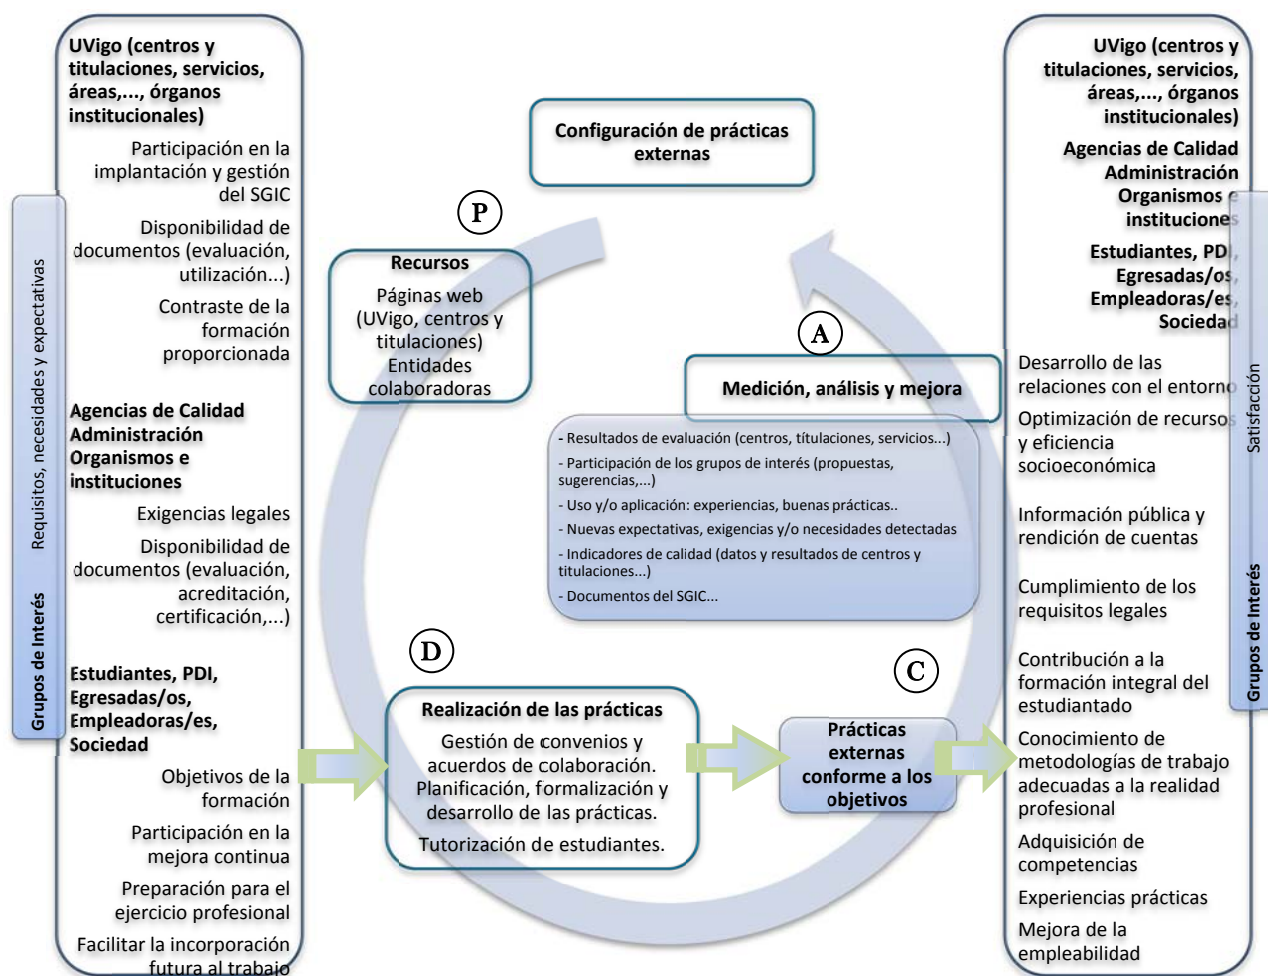 UVigo (centros y
titulaciones, servicios,
áreas,..., órganos
institucionales)
Participación en la
implantación y gestión
del SGIC
Disponibilidad de
documentos (evaluación,
utilización...)
Contraste de la
formación
proporcionada
Agencias de Calidad
Administración
Organismos e
instituciones
Exigencias legales
Disponibilidad de
documentos (evaluación,
acreditación,
certificación,...)
Estudiantes, PDI,
Egresadas/os,
Empleadoras/es,
Sociedad
Objetivos de la
formación
Participación en la
mejora continua
Preparación para el
ejercicio profesional
Facilitar la incorporación
futura al trabajo
Grupos de Interés Requisitos, necesidades y expectativas
Configuración de prácticas
externas
P
Recursos
Páginas web
(UVigo, centros y
titulaciones)
Entidades
colaboradoras
A
Medición, análisis y mejora
- Resultados de evaluación (centros, títulaciones, servicios...)
- Participación de los grupos de interés (propuestas,
sugerencias,...)
- Uso y/o aplicación: experiencias, buenas prácticas..
- Nuevas expectativas, exigencias y/o necesidades detectadas
- Indicadores de calidad (datos y resultados de centros y
titulaciones...)
- Documentos del SGIC...
D
Realización de las prácticas
Gestión de convenios y
acuerdos de colaboración.
Planificación, formalización y
desarrollo de las prácticas.
Tutorización de estudiantes.
C
Prácticas
externas
conforme a los
objetivos
UVigo (centros y
titulaciones, servicios,
áreas,..., órganos
institucionales)
Agencias de Calidad
Administración
Organismos e
instituciones
Estudiantes, PDI,
Egresadas/os,
Empleadoras/es,
Sociedad
Desarrollo de las
relaciones con el entorno
Optimización de recursos
y eficiencia
socioeconómica
Información pública y
rendición de cuentas
Cumplimiento de los
requisitos legales
Contribución a la
formación integral del
estudiantado
Conocimiento de
metodologías de trabajo
adecuadas a la realidad
profesional
Adquisición de
competencias
Experiencias prácticas
Mejora de la
empleabilidad
Grupos de Interés Satisfacción